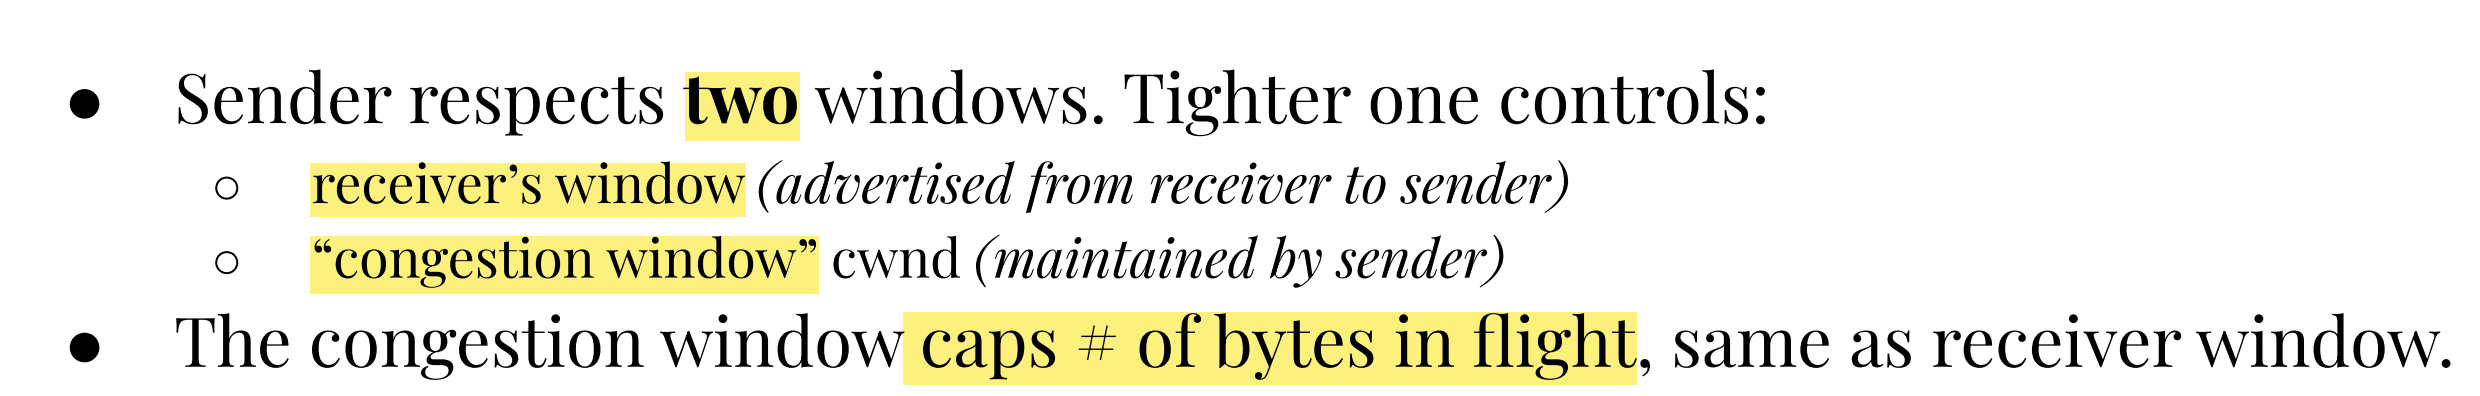 ● Sender respects two windows. Tighter one controls:
○ receiver’s window (advertised from receiver to sender)
○ “congestion window” cwnd (maintained by sender)
● The congestion window caps # of bytes in flight, same as receiver window.